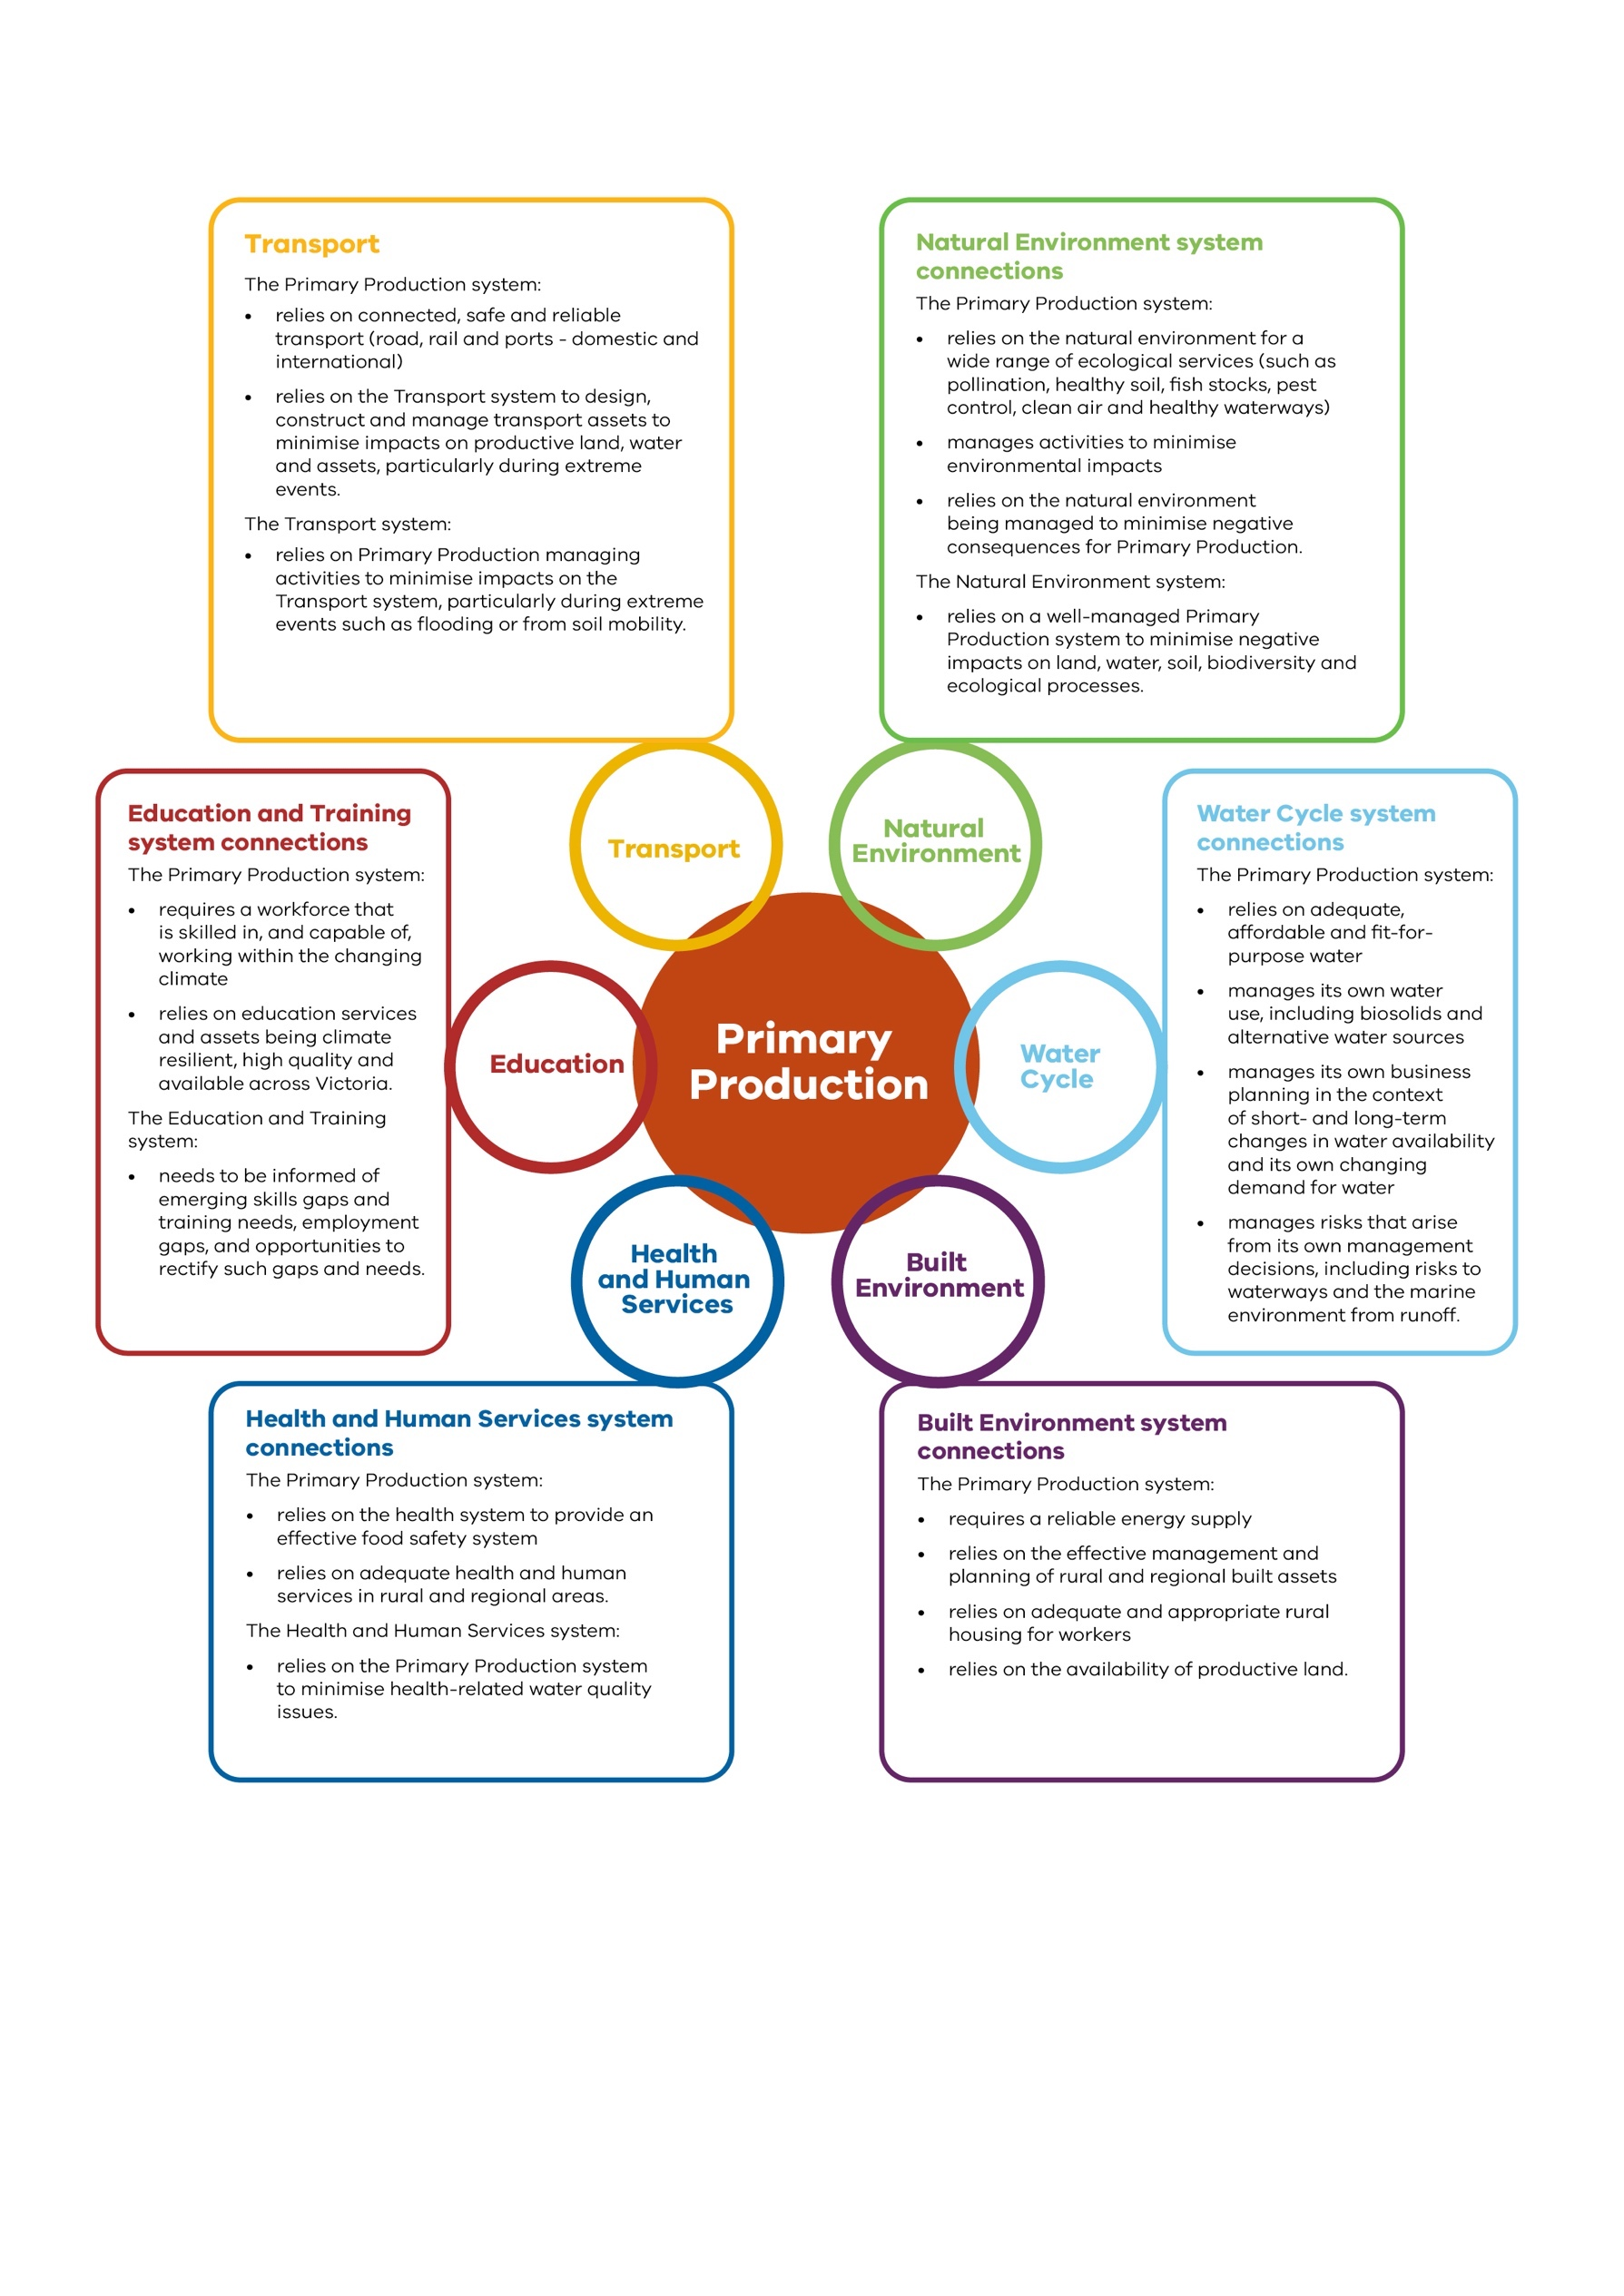 Transport
The Primary Production system:
• relies on connected, safe and reliable
transport (road, rail and ports - domestic and
international)
• relies on the Transport system to design,
construct and manage transport assets to
minimise impacts on productive land, water
and assets, particularly during extreme
events.
The Transport system:
• relies on Primary Production managing
activities to minimise impacts on the
Transport system, particularly during extreme
events such as flooding or from soil mobility.
Natural Environment system
connections
The Primary Production system:
• relies on the natural environment for a
wide range of ecological services (such as
pollination, healthy soil, fish stocks, pest
control, clean air and healthy waterways)
• manages activities to minimise
environmental impacts
• relies on the natural environment
being managed to minimise negative
consequences for Primary Production.
The Natural Environment system:
• relies on a well-managed Primary
Production system to minimise negative
impacts on land, water, soil, biodiversity and
ecological processes.
Education and Training
system connections
The Primary Production system:
• requires a workforce that
is skilled in, and capable of,
working within the changing
climate
• relies on education services
and assets being climate
resilient, high quality and
available across Victoria.
The Education and Training
system:
• needs to be informed of
emerging skills gaps and
training needs, employment
gaps, and opportunities to
rectify such gaps and needs.
Transport
Natural
Environment
Education
Primary
Production
Water
Cycle
Health
and Human
Services
Built
Environment
Water Cycle system
connections
The Primary Production system:
• relies on adequate,
affordable and fit-for-
purpose water
• manages its own water
use, including biosolids and
alternative water sources
• manages its own business
planning in the context
of short- and long-term
changes in water availability
and its own changing
demand for water
• manages risks that arise
from its own management
decisions, including risks to
waterways and the marine
environment from runoff.
Health and Human Services system
connections
The Primary Production system:
• relies on the health system to provide an
effective food safety system
• relies on adequate health and human
services in rural and regional areas.
The Health and Human Services system:
• relies on the Primary Production system
to minimise health-related water quality
issues.
Built Environment system
connections
The Primary Production system:
• requires a reliable energy supply
• relies on the effective management and
planning of rural and regional built assets
• relies on adequate and appropriate rural
housing for workers
• relies on the availability of productive land.